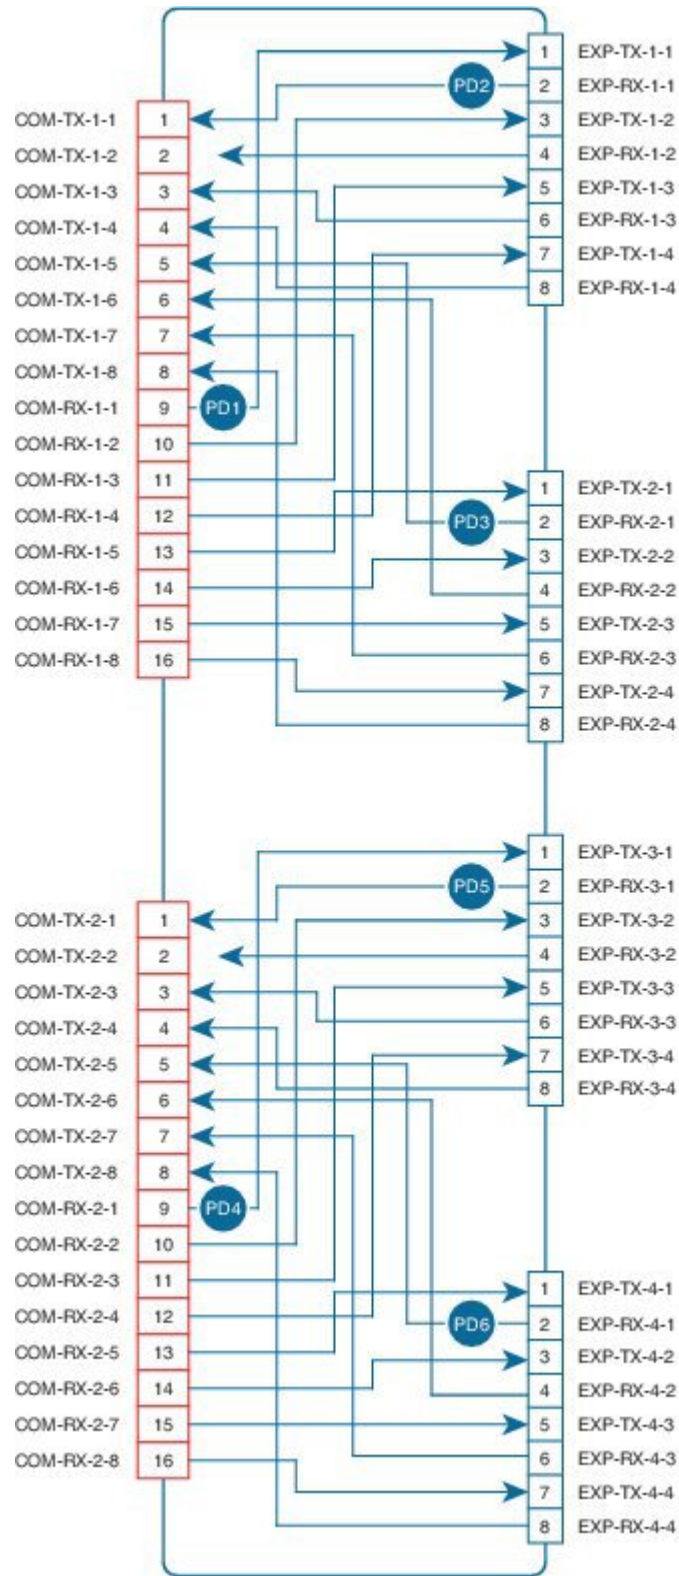 1 EXP-TX-1-1
PD2 2 EXP-RX-1-1
COM-TX-1-1 1 3 EXP-TX-1-2
COM-TX-1-2 2 4 EXP-RX-1-2
COM-TX-1-3 3 5 EXP-TX-1-3
6 EXP-RX-1-3
COM-TX-1-4 4 7 EXP-TX-1-4
COM-TX-1-5 5 8 EXP-RX-1-4
COM-TX-1-6 6
COM-TX-1-7 7
COM-TX-1-8 8
COM-RX-1-1 9 PD1
COM-RX-1-2 10
COM-RX-1-3 11 1 EXP-TX-2-1
COM-RX-1-4 12 PD3 2 EXP-RX-2-1
COM-RX-1-5 13 3 EXP-TX-2-2
COM-RX-1-6 14 4 EXP-RX-2-2
COM-RX-1-7 15 5 EXP-TX-2-3
COM-RX-1-8 16 6 EXP-RX-2-3
7 EXP-TX-2-4
8 EXP-RX-2-4
1 EXP-TX-3-1
PD5 2 EXP-RX-3-1
COM-TX-2-1 1 3 EXP-TX-3-2
COM-TX-2-2 2 4 EXP-RX-3-2
COM-TX-2-3 3 5 EXP-TX-3-3
6 EXP-RX-3-3
COM-TX-2-4 4 7 EXP-TX-3-4
COM-TX-2-5 5 8 EXP-RX-3-4
COM-TX-2-6 6
COM-TX-2-7 7
COM-TX-2-8 8
COM-RX-2-1 9 PD4
COM-RX-2-2 10
COM-RX-2-3 11 1 EXP-TX-4-1
COM-RX-2-4 12 PD6 2 EXP-RX-4-1
COM-RX-2-5 13 3 EXP-TX-4-2
COM-RX-2-6 14 4 EXP-RX-4-2
COM-RX-2-7 15 5 EXP-TX-4-3
COM-RX-2-8 16 6 EXP-RX-4-3
7 EXP-TX-4-4
8 EXP-RX-4-4